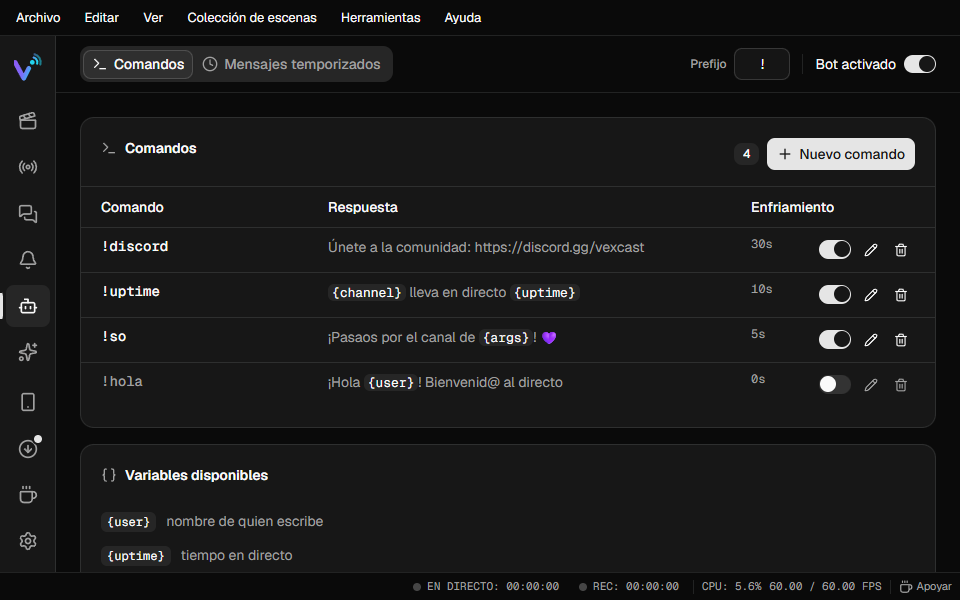 Archivo Editar Ver Colección de escenas Herramientas Ayuda
Comandos Mensajes temporizados Prefijo ! Bot activado
Comandos 4 + Nuevo comando
Comando Respuesta Enfriamiento
!discord Únete a la comunidad: https://discord.gg/vexcast 30s
!uptime {channel} lleva en directo {uptime} 10s
!so ¡Pasaos por el canal de {args}! 💜 5s
!hola ¡Hola {user}! Bienvenid@ al directo 0s
{} Variables disponibles
{user} nombre de quien escribe
{uptime} tiempo en directo
EN DIRECTO: 00:00:00 REC: 00:00:00 CPU: 5.6% 60.00 / 60.00 FPS Apoyar